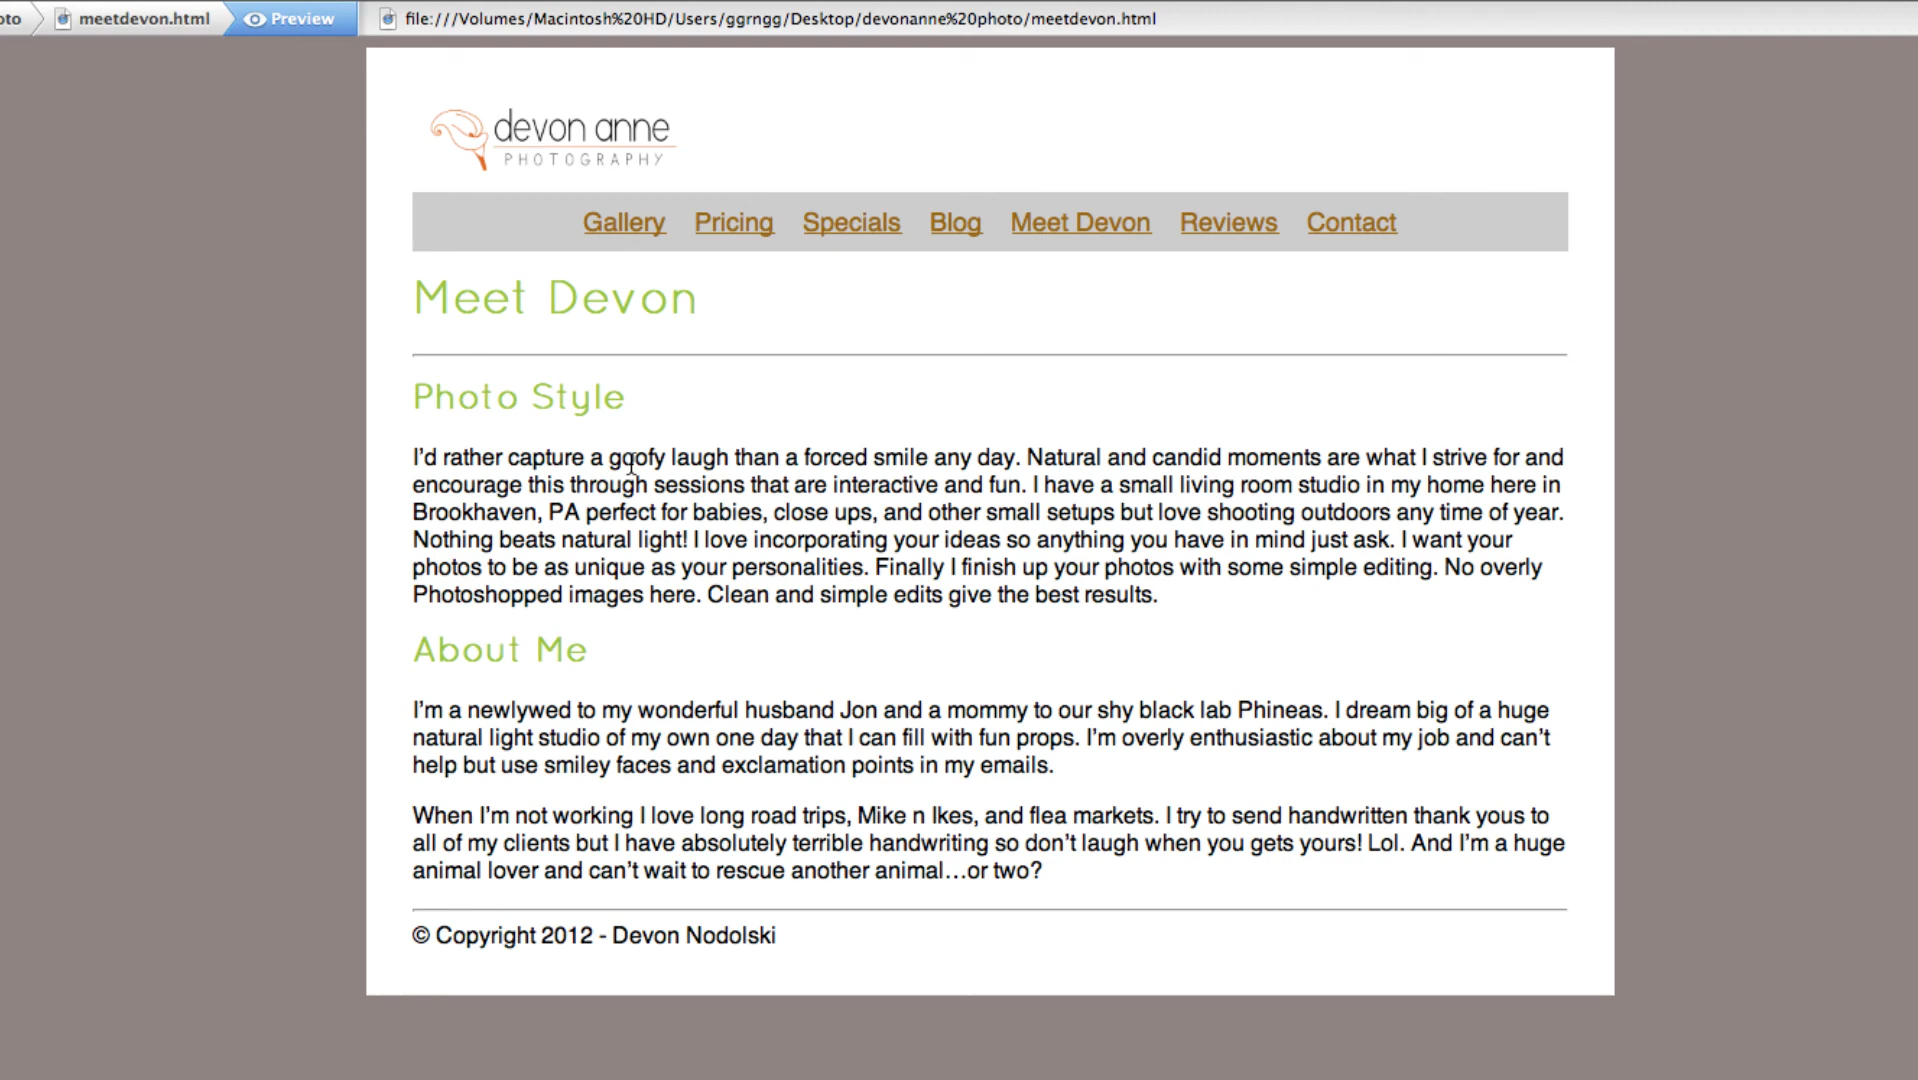 oto meetdevon.html Preview file:///Volumes/Macintosh%20HD/Users/ggrngg/Desktop/devonanne%20photo/meetdevon.html
devon anne
PHOTOGRAPHY
Gallery Pricing Specials Blog Meet Devon Reviews Contact
Meet Devon
Photo Style
I’d rather capture a goofy laugh than a forced smile any day. Natural and candid moments are what I strive for and
encourage this through sessions that are interactive and fun. I have a small living room studio in my home here in
Brookhaven, PA perfect for babies, close ups, and other small setups but love shooting outdoors any time of year.
Nothing beats natural light! I love incorporating your ideas so anything you have in mind just ask. I want your
photos to be as unique as your personalities. Finally I finish up your photos with some simple editing. No overly
Photoshopped images here. Clean and simple edits give the best results.
About Me
I’m a newlywed to my wonderful husband Jon and a mommy to our shy black lab Phineas. I dream big of a huge
natural light studio of my own one day that I can fill with fun props. I’m overly enthusiastic about my job and can’t
help but use smiley faces and exclamation points in my emails.
When I’m not working I love long road trips, Mike n Ikes, and flea markets. I try to send handwritten thank yous to
all of my clients but I have absolutely terrible handwriting so don’t laugh when you gets yours! Lol. And I’m a huge
animal lover and can’t wait to rescue another animal…or two?
© Copyright 2012 - Devon Nodolski